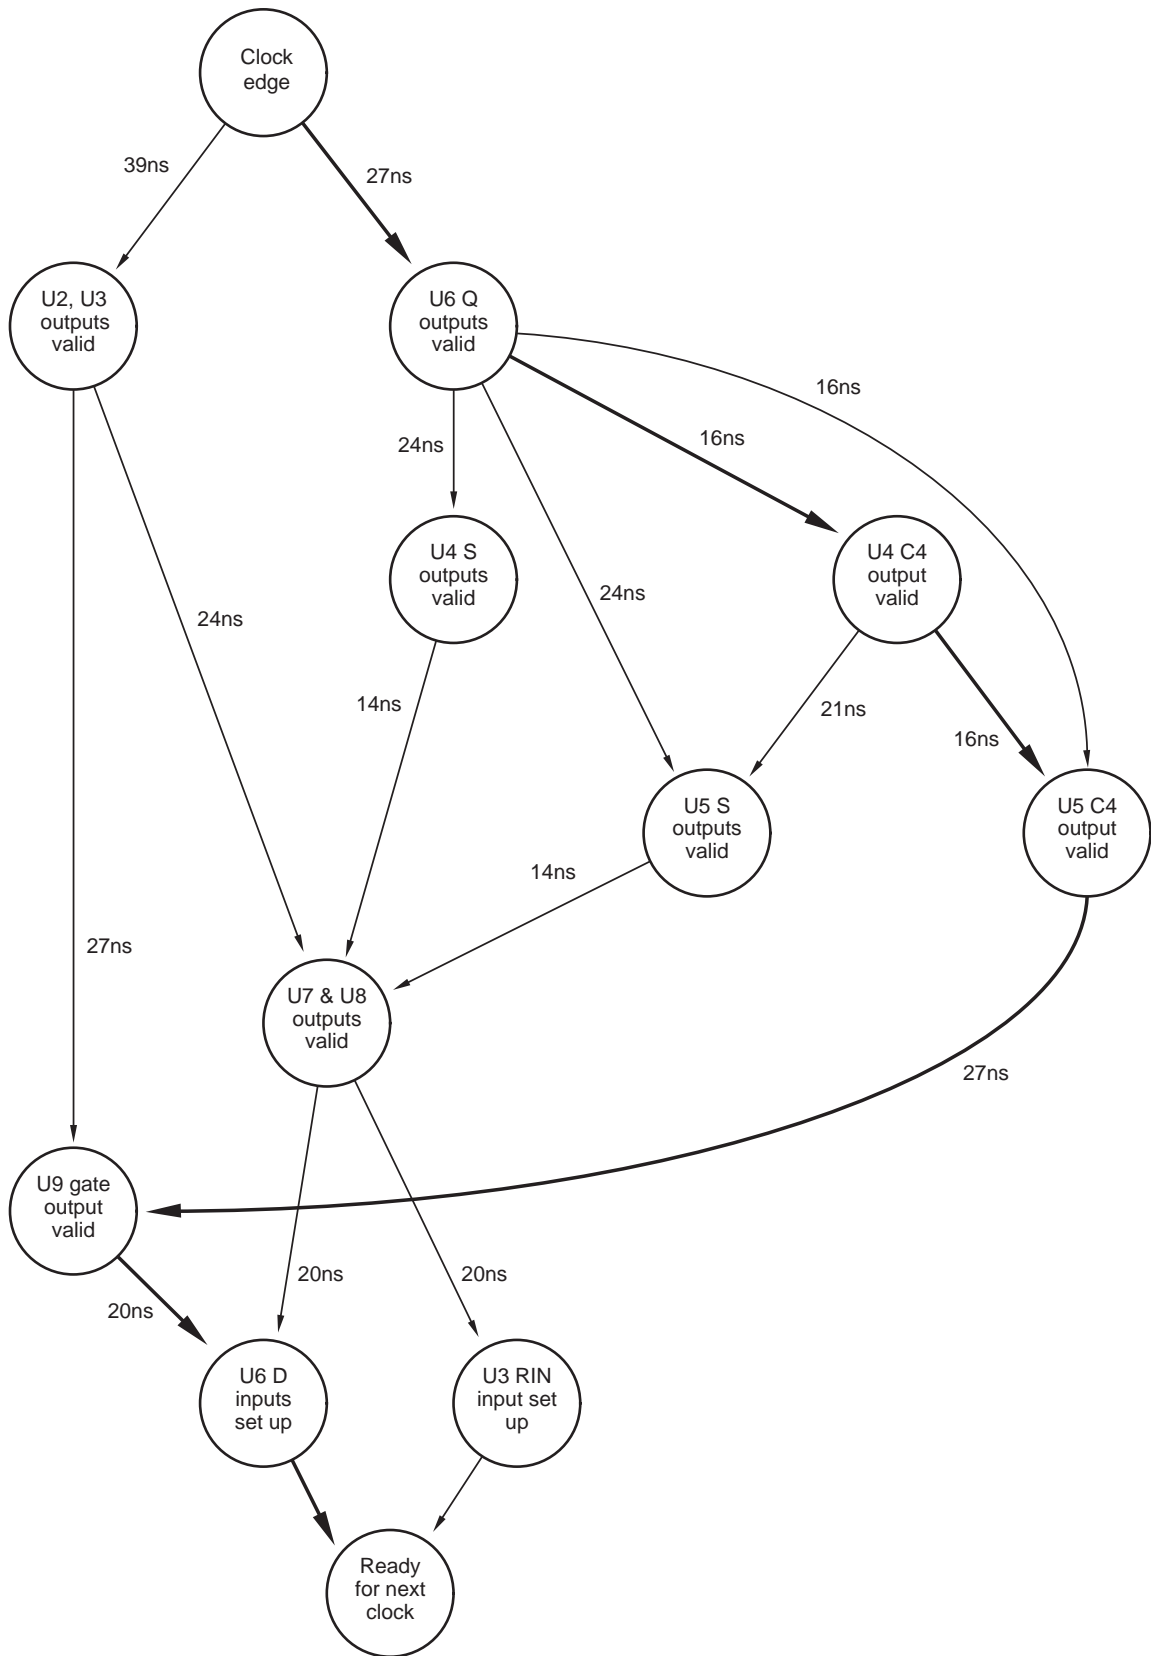 Clock
edge
39ns
27ns
U2, U3
outputs
valid
U6 Q
outputs
valid
16ns
24ns
16ns
U4 S
outputs
valid
U4 C4
output
valid
24ns
24ns
14ns
21ns
16ns
U5 S
outputs
valid
U5 C4
output
valid
14ns
27ns
U7 & U8
outputs
valid
27ns
U9 gate
output
valid
20ns
20ns
20ns
U6 D
inputs
set up
U3 RIN
input set
up
Ready
for next
clock